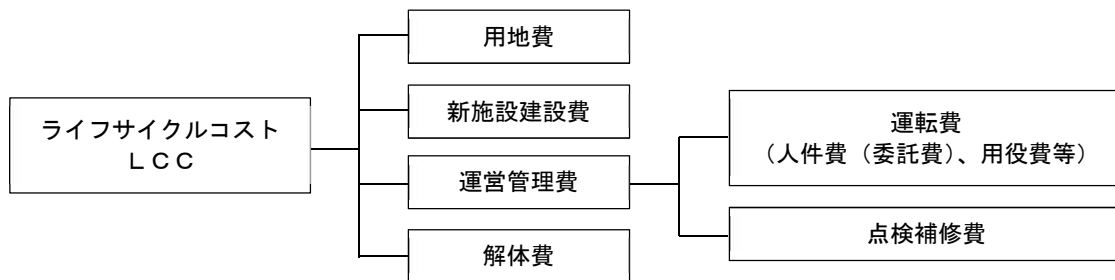 ライフサイクルコスト
ＬＣＣ
用地費
新施設建設費
運営管理費
解体費
運転費
（人件費（委託費）、用役費等）
点検補修費